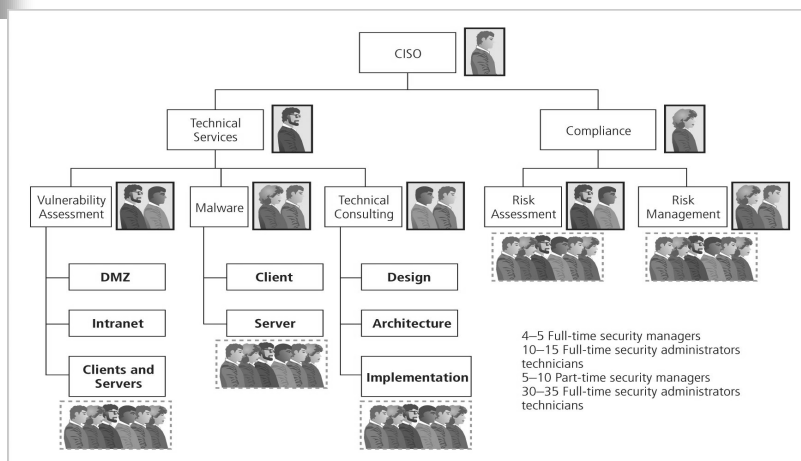 CISO
Technical
Services
Compliance
Vulnerability
Assessment
Malware
Technical
Consulting
Risk
Assessment
Risk
Management
DMZ
Client
Design
Intranet
Server
Architecture
Clients and
Servers
Implementation
4–5 Full-time security managers
10–15 Full-time security administrators
technicians
5–10 Part-time security managers
30–35 Full-time security administrators
technicians